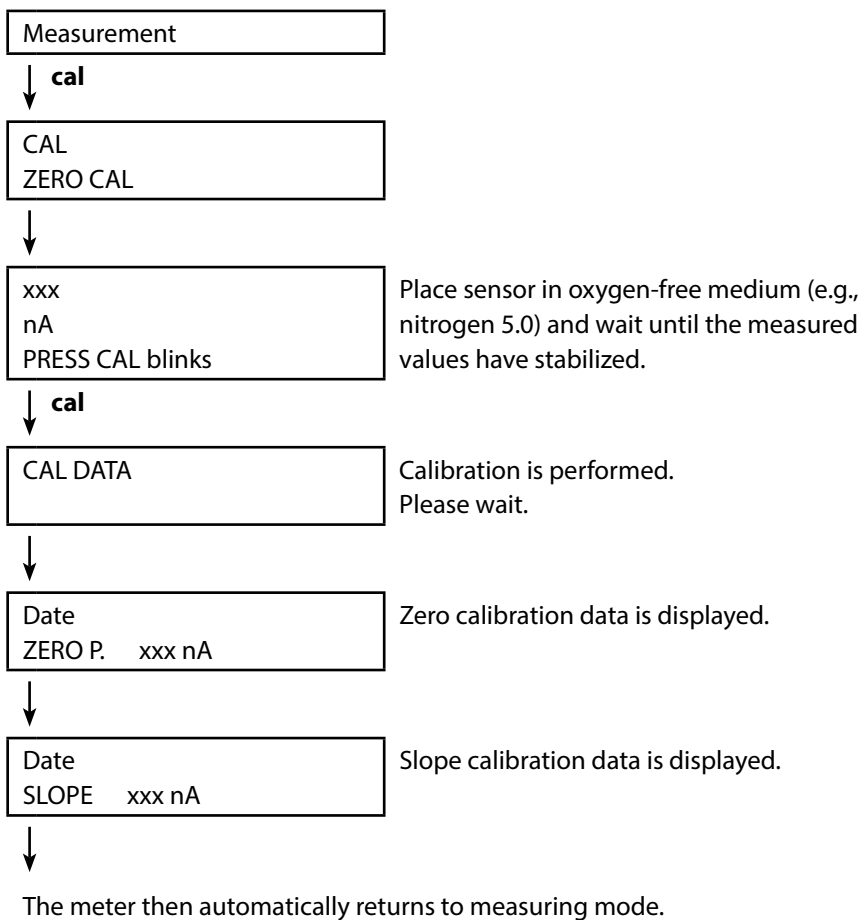 Measurement
cal
CAL
ZERO CAL
xxx
nA
PRESS CAL blinks
Place sensor in oxygen-free medium (e.g.,
nitrogen 5.0) and wait until the measured
values have stabilized.
cal
CAL DATA
Calibration is performed.
Please wait.
Date
ZERO P. xxx nA
Zero calibration data is displayed.
Date
SLOPE xxx nA
Slope calibration data is displayed.
The meter then automatically returns to measuring mode.